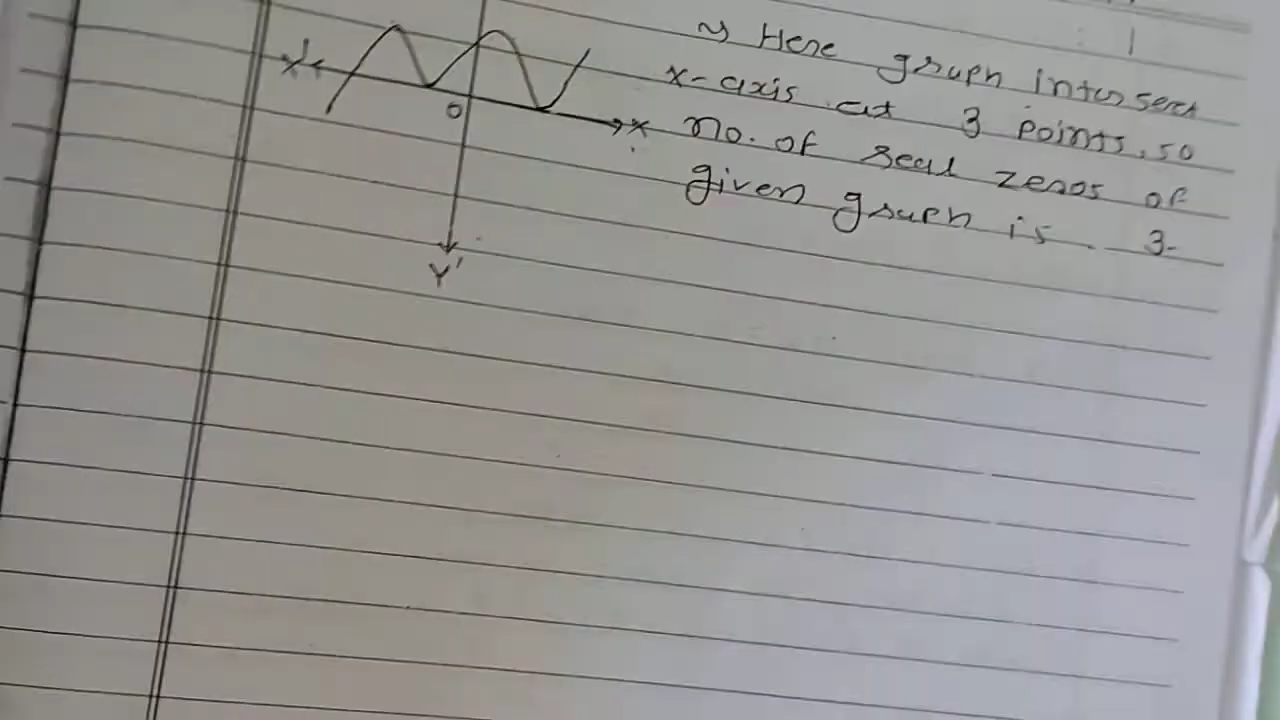 ~ Here graph intersect
x-axis at 3 points, so
no. of real zeros of
given graph is 3.
X'
O
X
Y'